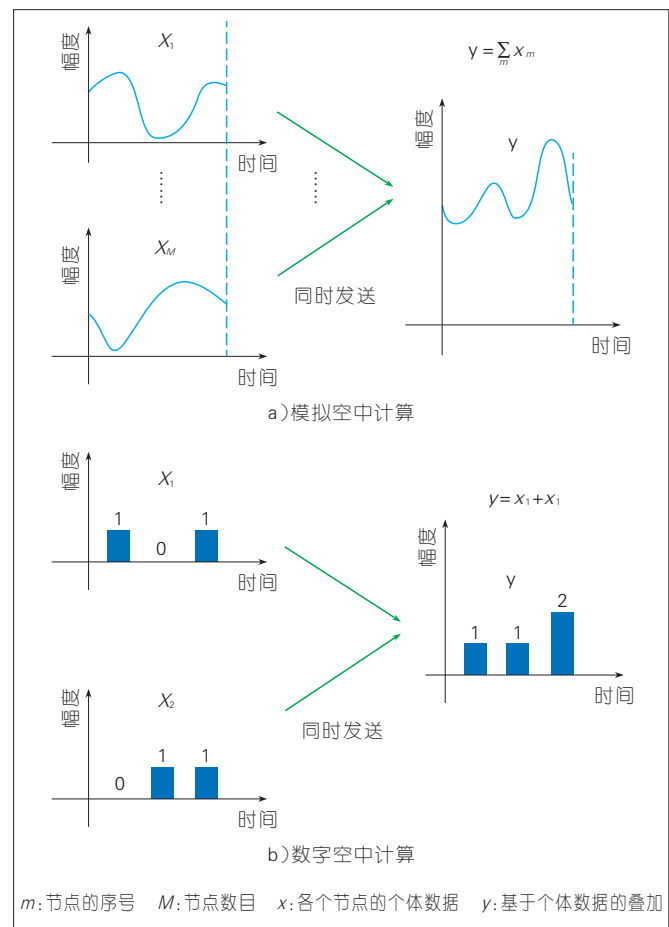 幅度
X₁
时间
……
……
幅度
X_M
时间
同时发送
y=∑ₘxₘ
幅度
y
时间
a)模拟空中计算
幅度
X₁
1
0
1
时间
幅度
X₂
0
1
1
时间
同时发送
y=x₁+x₁
幅度
y
1
1
2
时间
b)数字空中计算
m:节点的序号 M:节点数目 x:各个节点的个体数据 y:基于个体数据的叠加